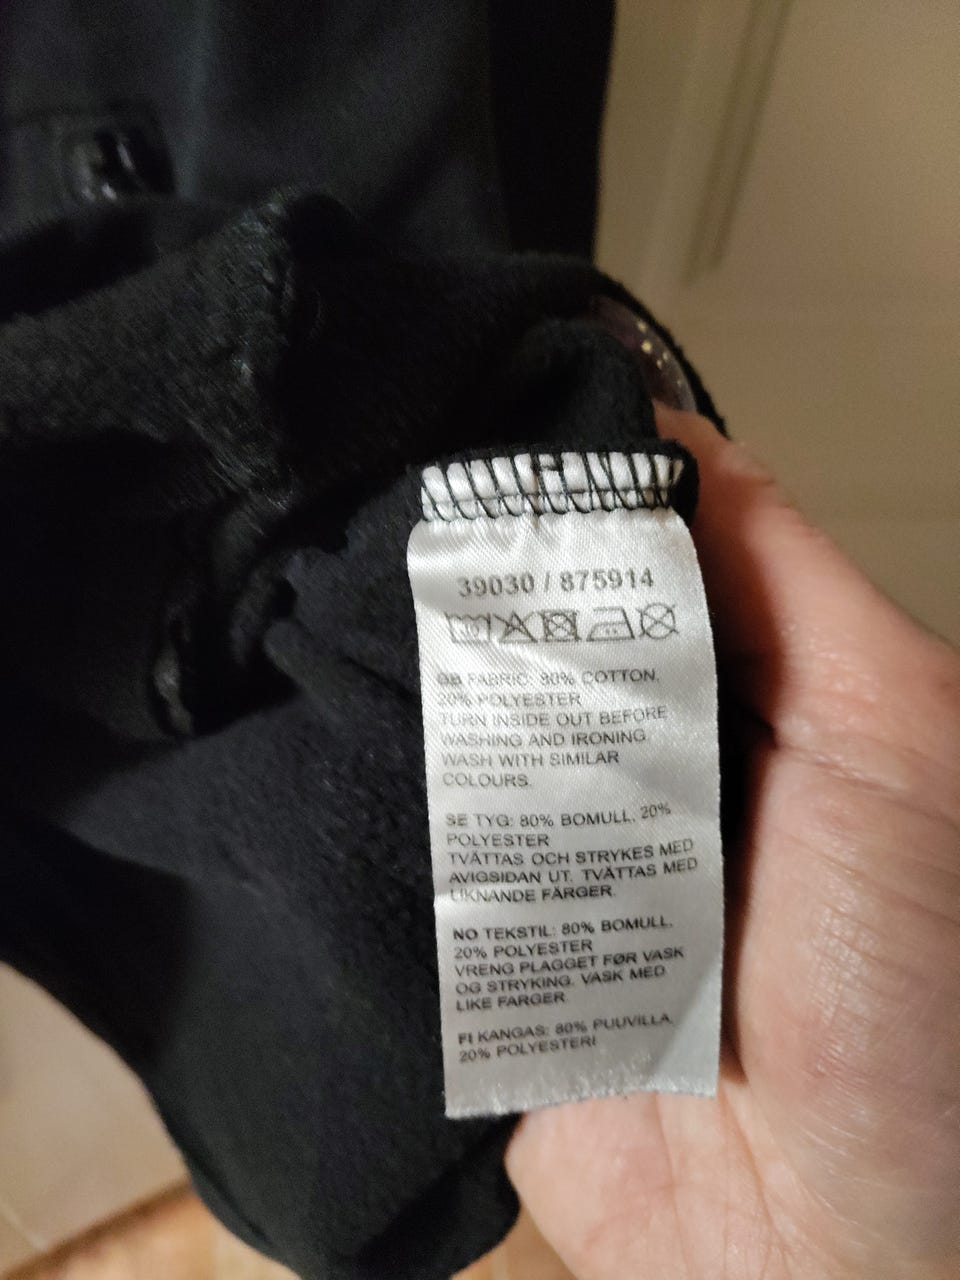 39030 / 875914
GB FABRIC: 80% COTTON,
20% POLYESTER
TURN INSIDE OUT BEFORE
WASHING AND IRONING
WASH WITH SIMILAR
COLOURS.
SE TYG: 80% BOMULL, 20%
POLYESTER
TVÄTTAS OCH STRYKES MED
AVIGSIDAN UT. TVÄTTAS MED
LIKNANDE FÄRGER.
NO TEKSTIL: 80% BOMULL,
20% POLYESTER
VRENG PLAGGET FØR VASK
OG STRYKING. VASK MED
LIKE FARGER.
FI KANGAS: 80% PUUVILLA,
20% POLYESTERI